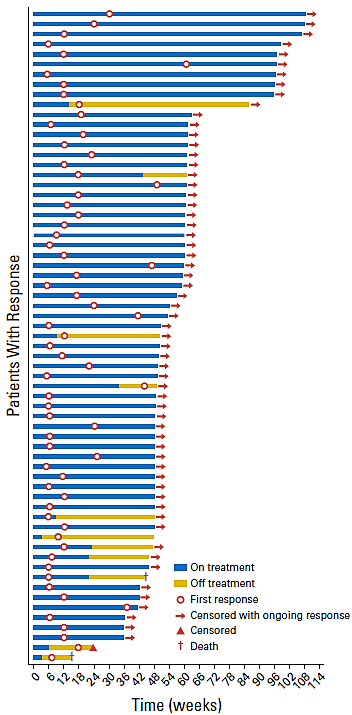 Patients With Response
On treatment
Off treatment
First response
Censored with ongoing response
Censored
† Death
0 6 12 18 24 30 36 42 48 54 60 66 72 78 84 90 96 102 108 114
Time (weeks)